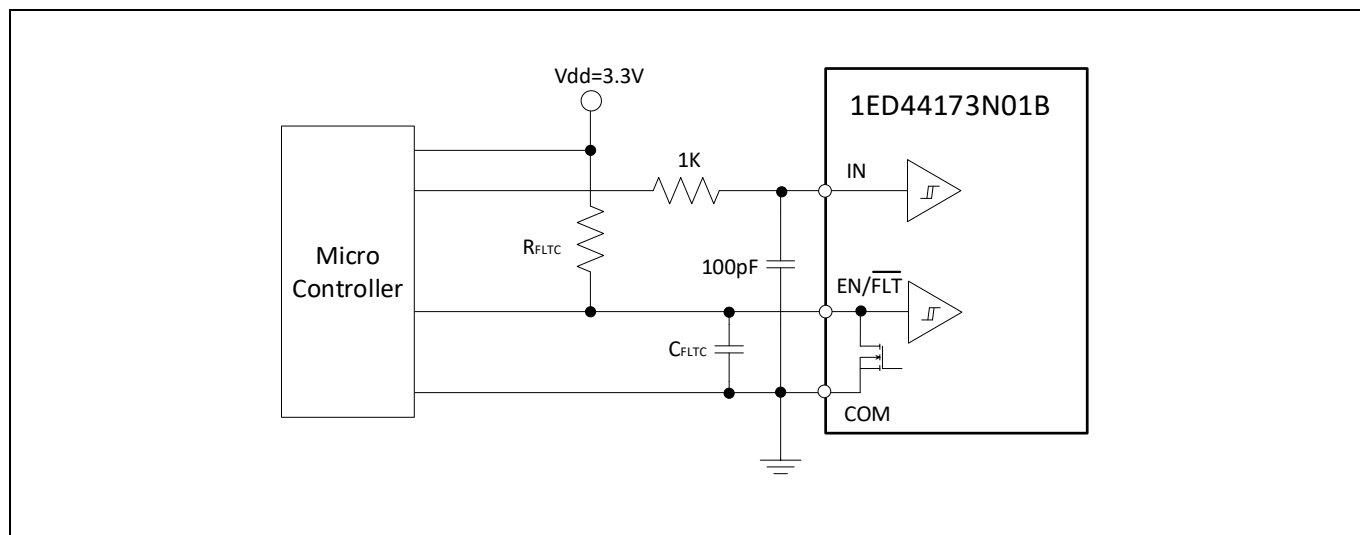 Vdd=3.3V
1ED44173N01B
1K
IN
Micro
Controller
RFLTC
100pF
EN/FLT
CFLTC
COM